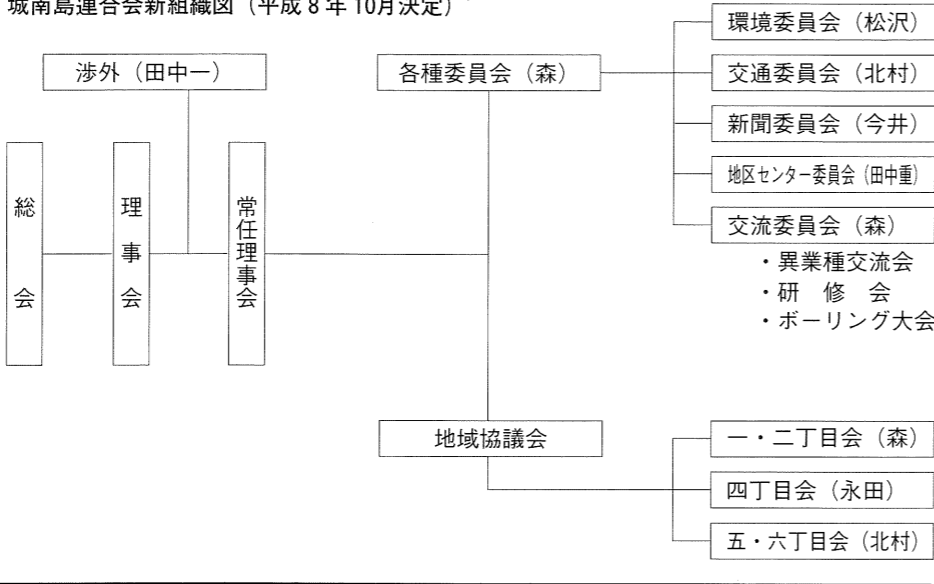 城南島連合会新組織図（平成8年10月決定）
渉外（田中一）
各種委員会（森）
総会
理事会
常任理事会
環境委員会（松沢）
交通委員会（北村）
新聞委員会（今井）
地区センター委員会（田中重）
交流委員会（森）
・異業種交流会
・研　修　会
・ボーリング大会
地域協議会
一・二丁目会（森）
四丁目会（永田）
五・六丁目会（北村）